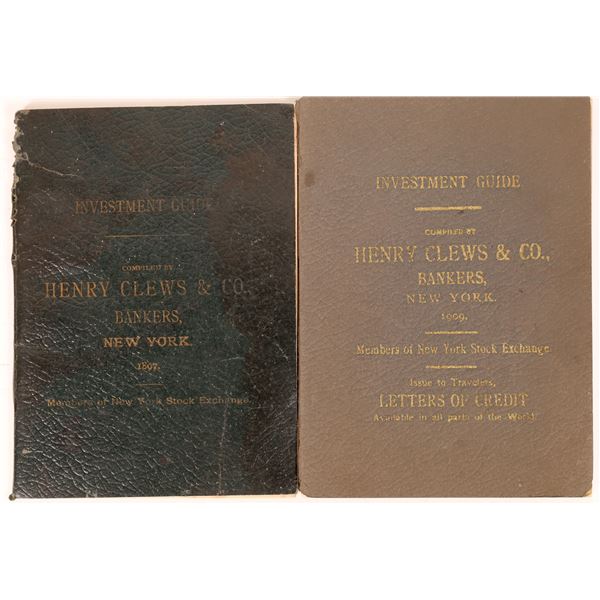 INVESTMENT GUIDE
COMPILED BY
HENRY CLEWS & CO.
BANKERS,
NEW YORK.
1897.
Members of New York Stock Exchange.
INVESTMENT GUIDE
COMPILED BY
HENRY CLEWS & CO.,
BANKERS,
NEW YORK.
1909.
Members of New York Stock Exchange
Issue to Travelers,
LETTERS OF CREDIT
Available in all parts of the World.